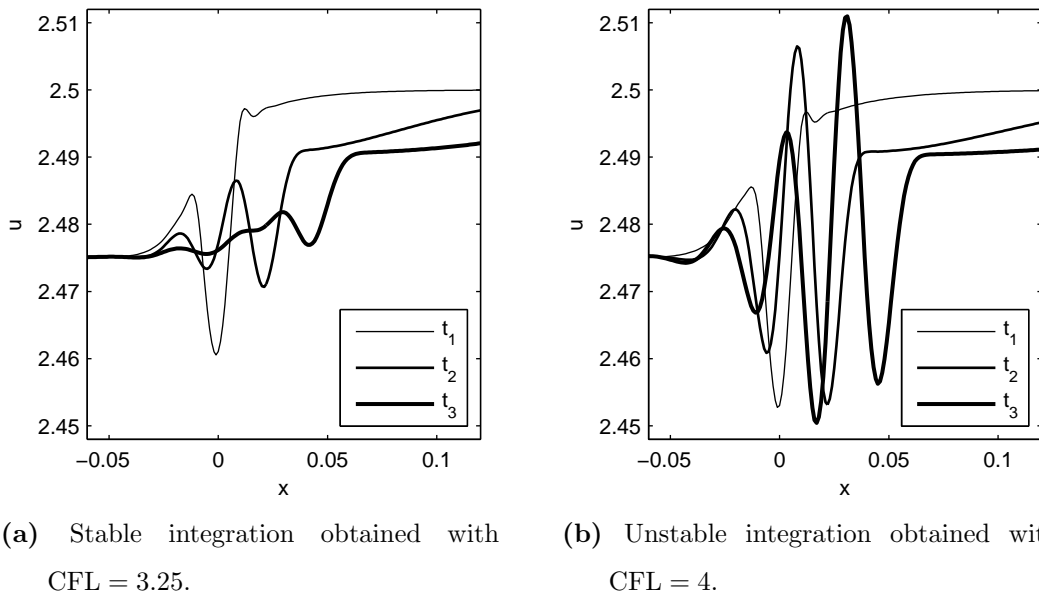 2.51
2.5
2.49
2.48
2.47
2.46
2.45
u
−0.05 0 0.05 0.1
x
t1
t2
t3
2.51
2.5
2.49
2.48
2.47
2.46
2.45
u
−0.05 0 0.05 0.1
x
t1
t2
t3
(a) Stable integration obtained with
CFL = 3.25.
(b) Unstable integration obtained wit
CFL = 4.